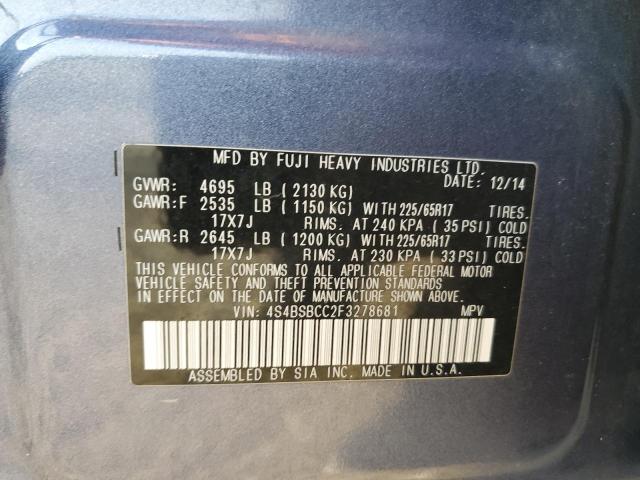 MFD BY FUJI HEAVY INDUSTRIES LTD.
DATE: 12/14
GVWR: 4695 LB ( 2130 KG)
GAWR:F 2535 LB ( 1150 KG) WITH 225/65R17 TIRES.
17X7J RIMS. AT 240 KPA ( 35 PSI) COLD
GAWR:R 2645 LB ( 1200 KG) WITH 225/65R17 TIRES.
17X7J RIMS. AT 230 KPA ( 33 PSI) COLD
THIS VEHICLE CONFORMS TO ALL APPLICABLE FEDERAL MOTOR
VEHICLE SAFETY AND THEFT PREVENTION STANDARDS
IN EFFECT ON THE DATE OF MANUFACTURE SHOWN ABOVE.
VIN: 4S4BSBCC2F3278681 MPV
ASSEMBLED BY SIA INC. MADE IN U.S.A.